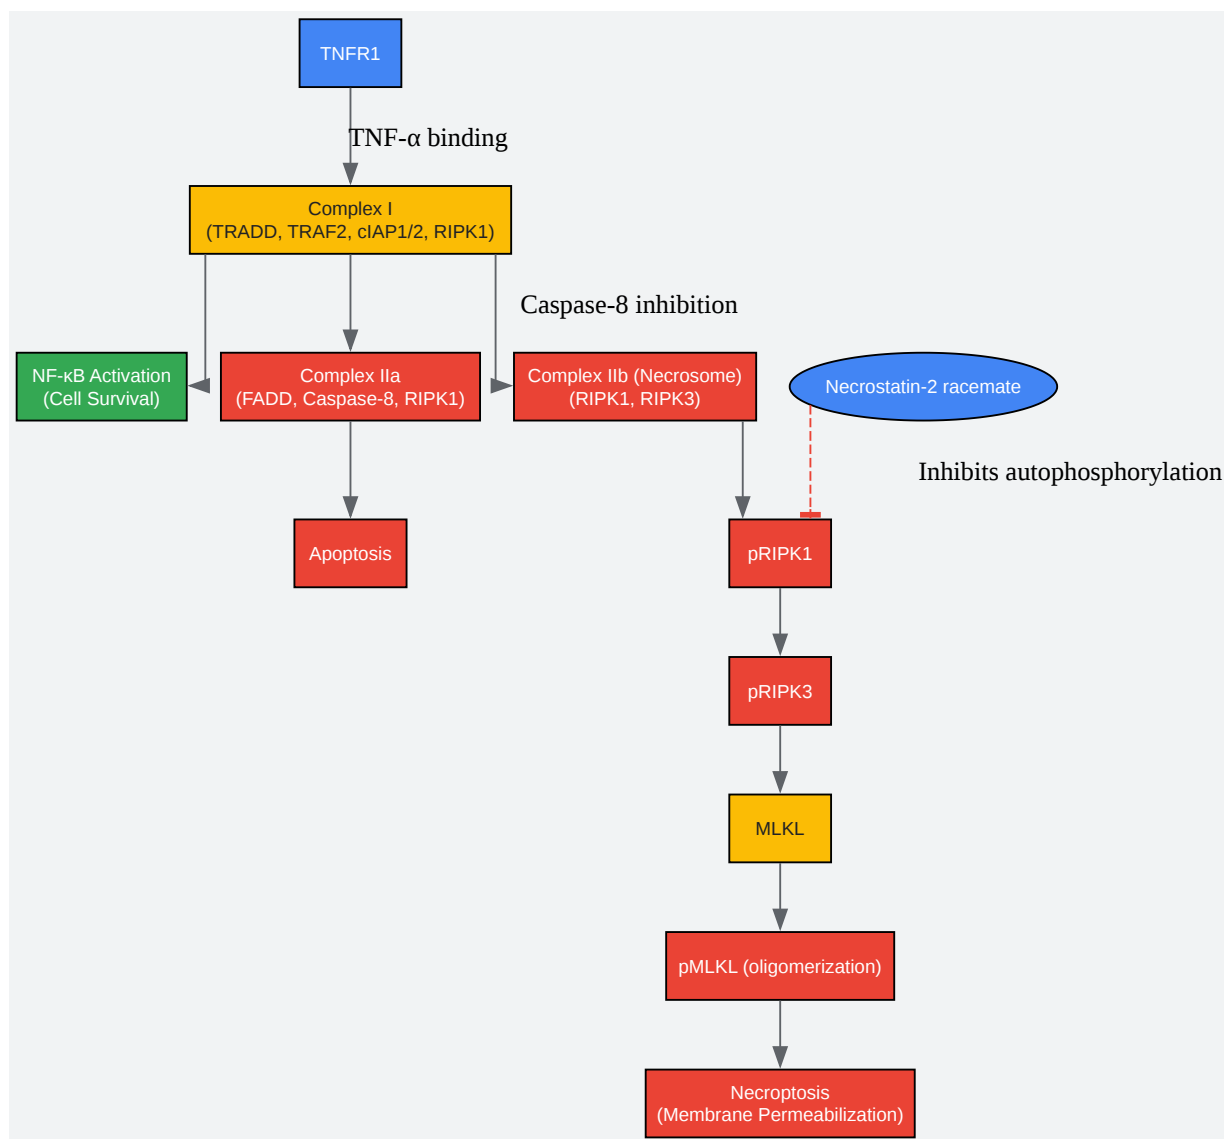 TNFR1
TNF-α binding
Complex I
(TRADD, TRAF2, cIAP1/2, RIPK1)
Caspase-8 inhibition
NF-κB Activation
(Cell Survival)
Complex IIa
(FADD, Caspase-8, RIPK1)
Complex IIb (Necrosome)
(RIPK1, RIPK3)
Necrostatin-2 racemate
Inhibits autophosphorylation
Apoptosis
pRIPK1
pRIPK3
MLKL
pMLKL (oligomerization)
Necroptosis
(Membrane Permeabilization)